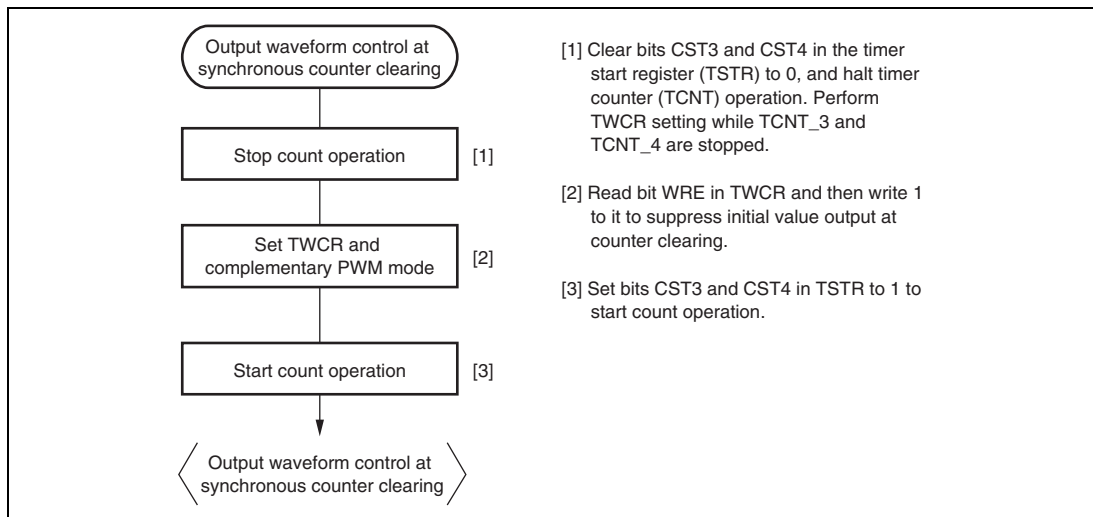 Output waveform control at
synchronous counter clearing
Stop count operation
[1]
Set TWCR and
complementary PWM mode
[2]
Start count operation
[3]
Output waveform control at
synchronous counter clearing
[1] Clear bits CST3 and CST4 in the timer
start register (TSTR) to 0, and halt timer
counter (TCNT) operation. Perform
TWCR setting while TCNT_3 and
TCNT_4 are stopped.
[2] Read bit WRE in TWCR and then write 1
to it to suppress initial value output at
counter clearing.
[3] Set bits CST3 and CST4 in TSTR to 1 to
start count operation.